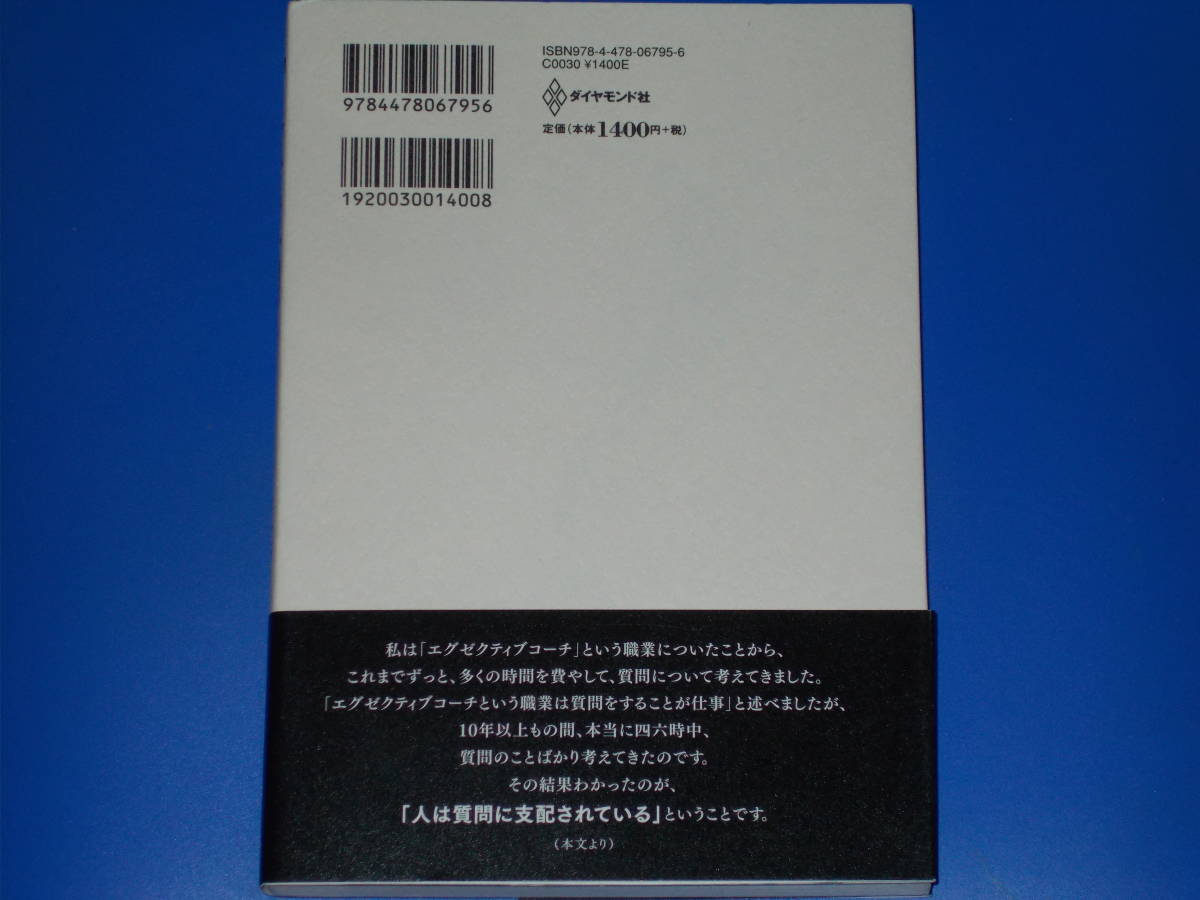 9784478067956
1920030014008
ISBN978-4-478-06795-6
C0030 ¥1400E
ダイヤモンド社
定価(本体1400円+税)
私は「エグゼクティブコーチ」という職業についたことから、
これまでずっと、多くの時間を費やして、質問について考えてきました。
「エグゼクティブコーチという職業は質問をすることが仕事」と述べましたが、
10年以上もの間、本当に四六時中、
質問のことばかり考えてきたのです。
その結果わかったのが、
「人は質問に支配されている」ということです。
(本文より)